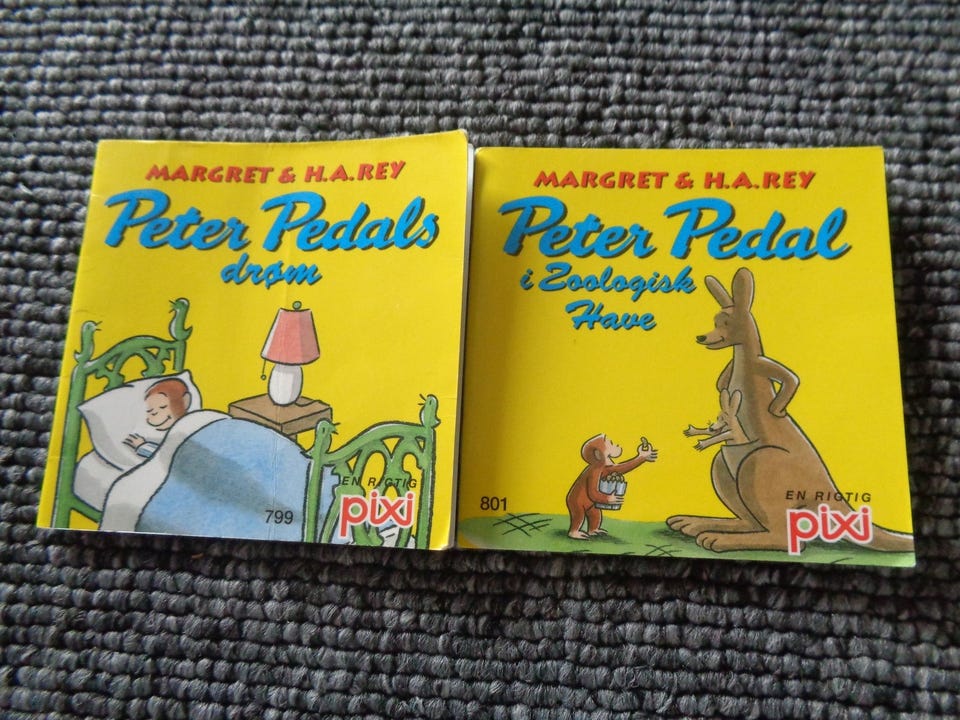 MARGRET & H.A.REY
Peter Pedals
drøm
EN RIGTIG
pixi
799
MARGRET & H.A.REY
Peter Pedal
i Zoologisk
Have
801
EN RIGTIG
pixi